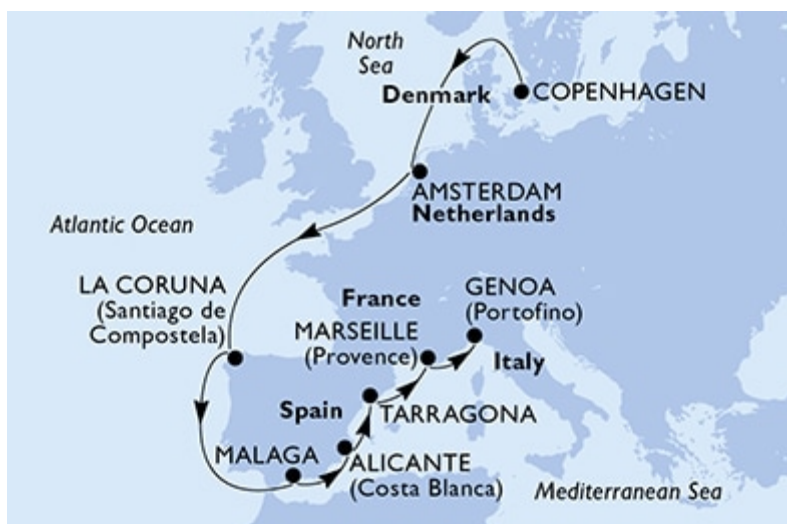 North
Sea
Denmark
COPENHAGEN
AMSTERDAM
Netherlands
Atlantic Ocean
LA CORUNA
(Santiago de
Compostela)
France
GENOA
(Portofino)
MARSEILLE
(Provence)
Italy
Spain
TARRAGONA
MALAGA
ALICANTE
(Costa Blanca)
Mediterranean Sea